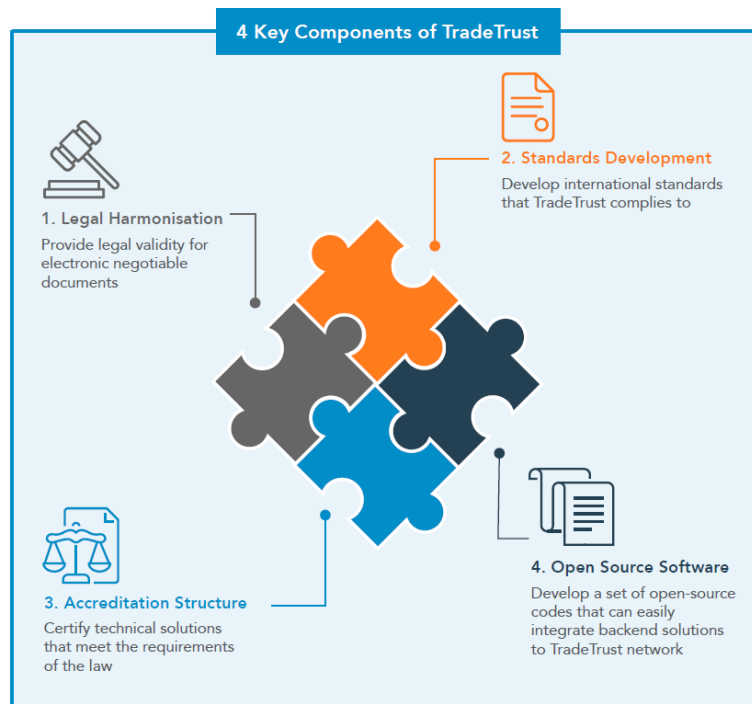 4 Key Components of TradeTrust
1. Legal Harmonisation
Provide legal validity for
electronic negotiable
documents
2. Standards Development
Develop international standards
that TradeTrust complies to
3. Accreditation Structure
Certify technical solutions
that meet the requirements
of the law
4. Open Source Software
Develop a set of open-source
codes that can easily
integrate backend solutions
to TradeTrust network